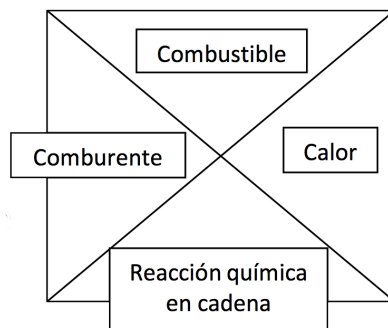 Combustible
Comburente
Calor
Reacción química
en cadena